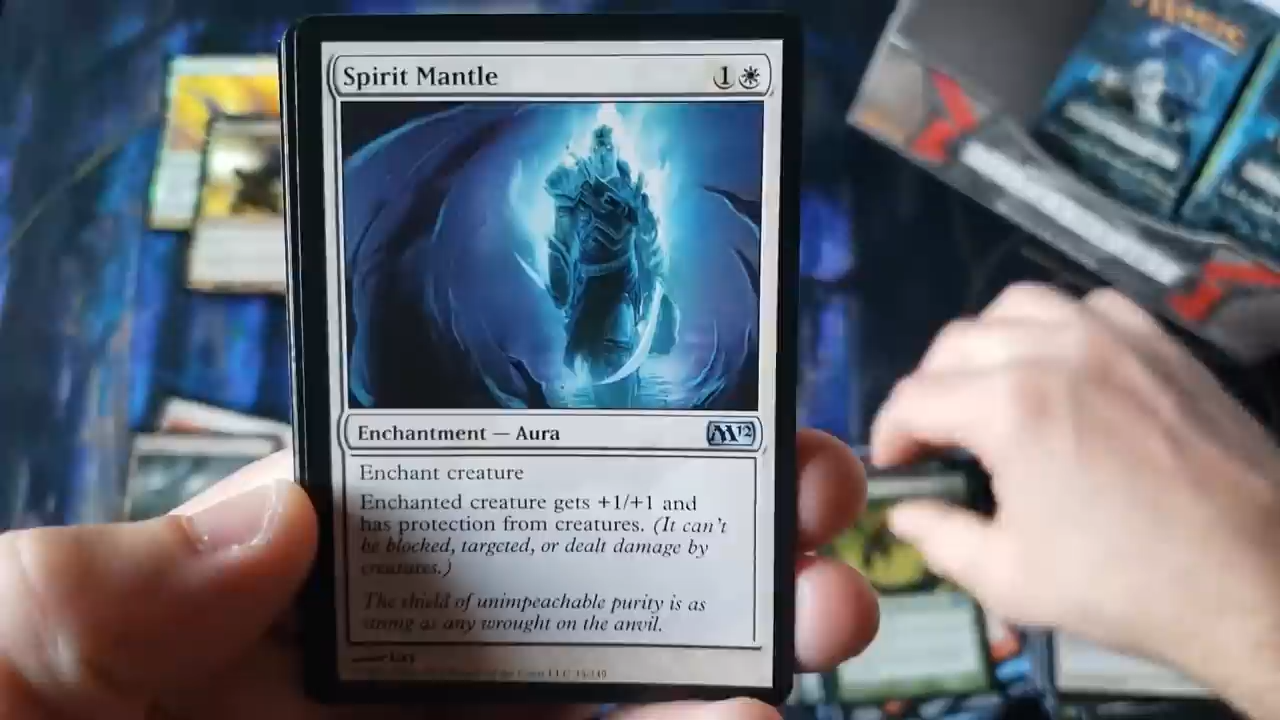 Spirit Mantle 1
Enchantment — Aura
M12
Enchant creature
Enchanted creature gets +1/+1 and
has protection from creatures. (It can't
be blocked, targeted, or dealt damage by
creatures.)
The shield of unimpeachable purity is as
strong as any wrought on the anvil.